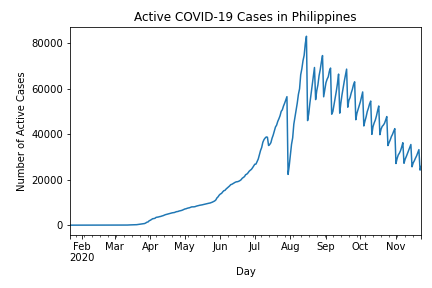 Active COVID-19 Cases in Philippines
Number of Active Cases
80000
60000
40000
20000
0
Feb Mar Apr May Jun Jul Aug Sep Oct Nov
2020
Day